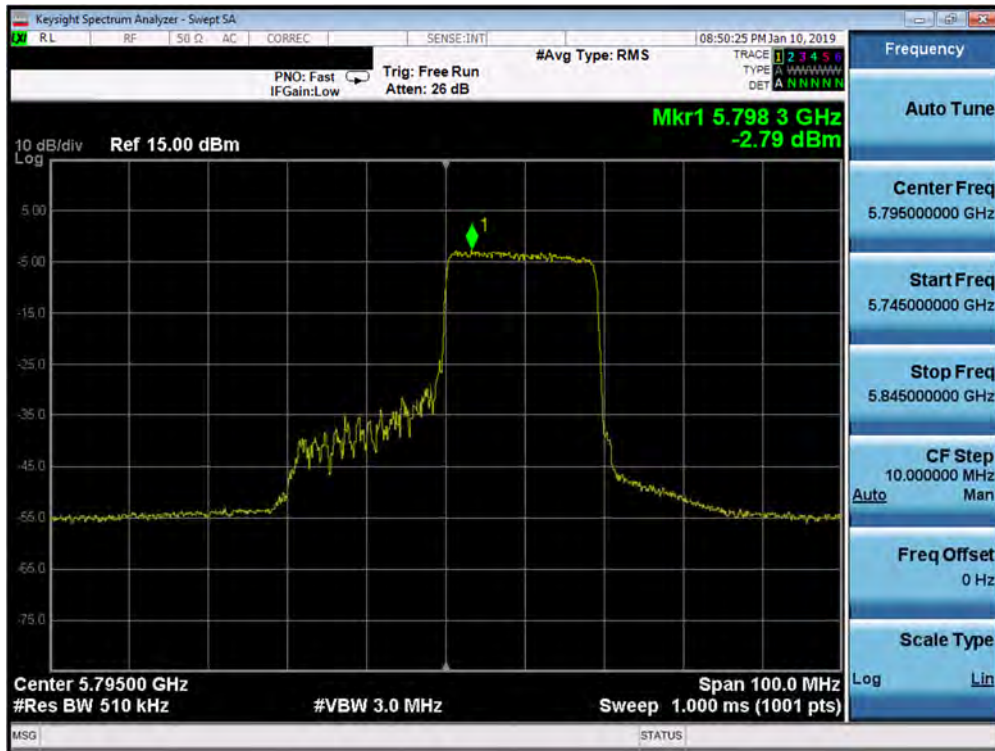 Keysight Spectrum Analyzer - Swept SA
LXI RL RF 50 Ω AC CORREC SENSE:INT 08:50:25 PM Jan 10, 2019
#Avg Type: RMS
TRACE 1 2 3 4 5 6
PNO: Fast Trig: Free Run TYPE A WWWWW
IFGain:Low Atten: 26 dB DET A N N N N N
Mkr1 5.798 3 GHz
-2.79 dBm
10 dB/div Ref 15.00 dBm
Log
1
5.00
-5.00
-15.0
-25.0
-35.0
-45.0
-55.0
-65.0
-75.0
Center 5.79500 GHz Span 100.0 MHz
#Res BW 510 kHz #VBW 3.0 MHz Sweep 1.000 ms (1001 pts)
MSG STATUS
Frequency
Auto Tune
Center Freq
5.795000000 GHz
Start Freq
5.745000000 GHz
Stop Freq
5.845000000 GHz
CF Step
10.000000 MHz
Auto Man
Freq Offset
0 Hz
Scale Type
Log Lin